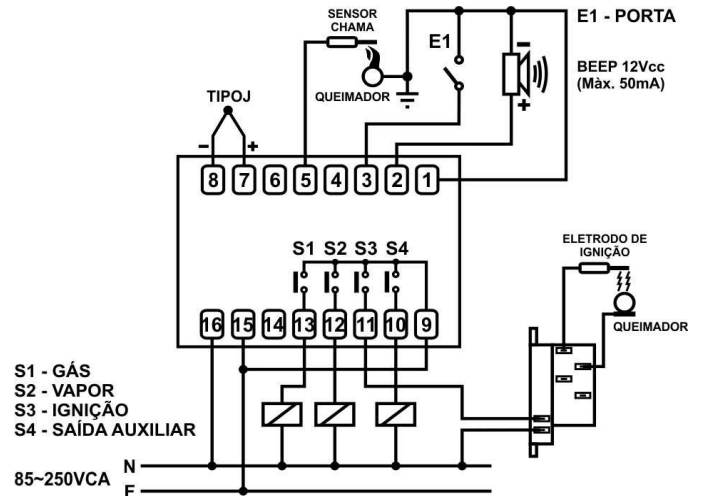 SENSOR
CHAMA
E1 - PORTA
E1
BEEP 12Vcc
(Màx. 50mA)
QUEIMADOR
TIPOJ
- +
- +
8 7 6 5 4 3 2 1
S1 S2 S3 S4
16 15 14 13 12 11 10 9
ELETRODO DE
IGNIÇÃO
QUEIMADOR
S1 - GÁS
S2 - VAPOR
S3 - IGNIÇÃO
S4 - SAÍDA AUXILIAR
85~250VCA
N
F